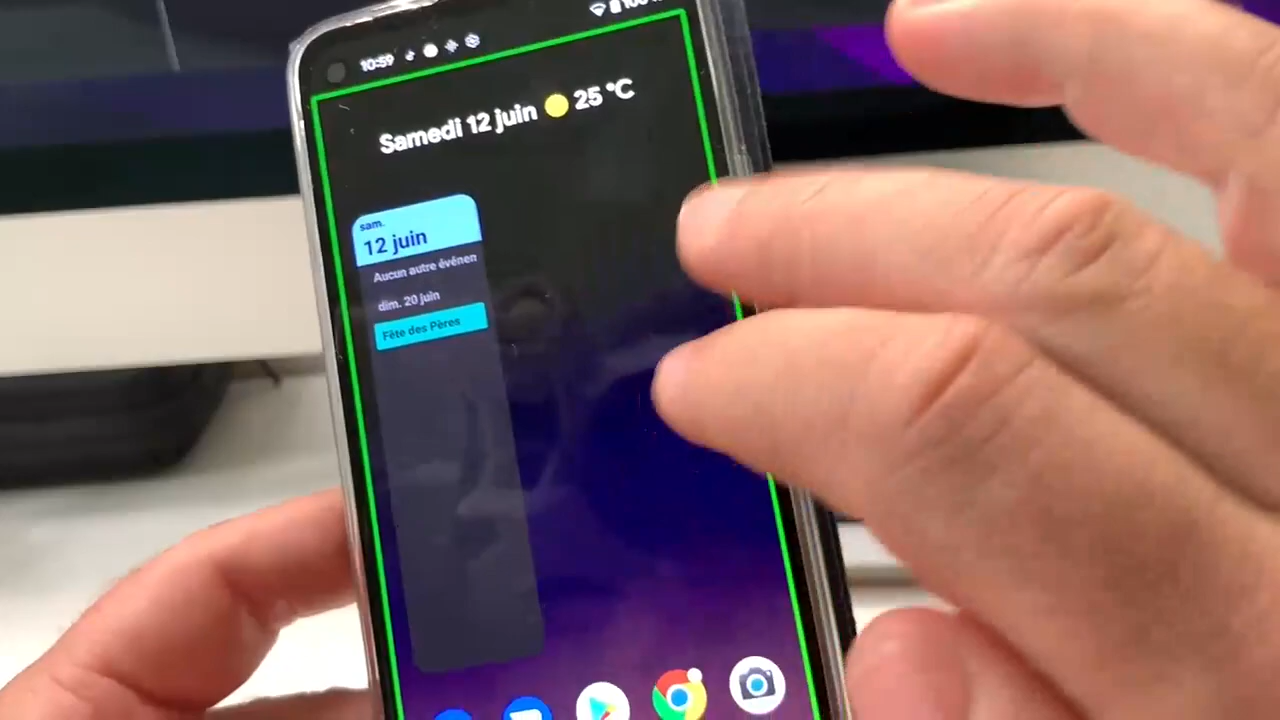 10:59
Samedi 12 juin 25 °C
sam.
12 juin
Aucun autre événen
dim. 20 juin
Fête des Pères